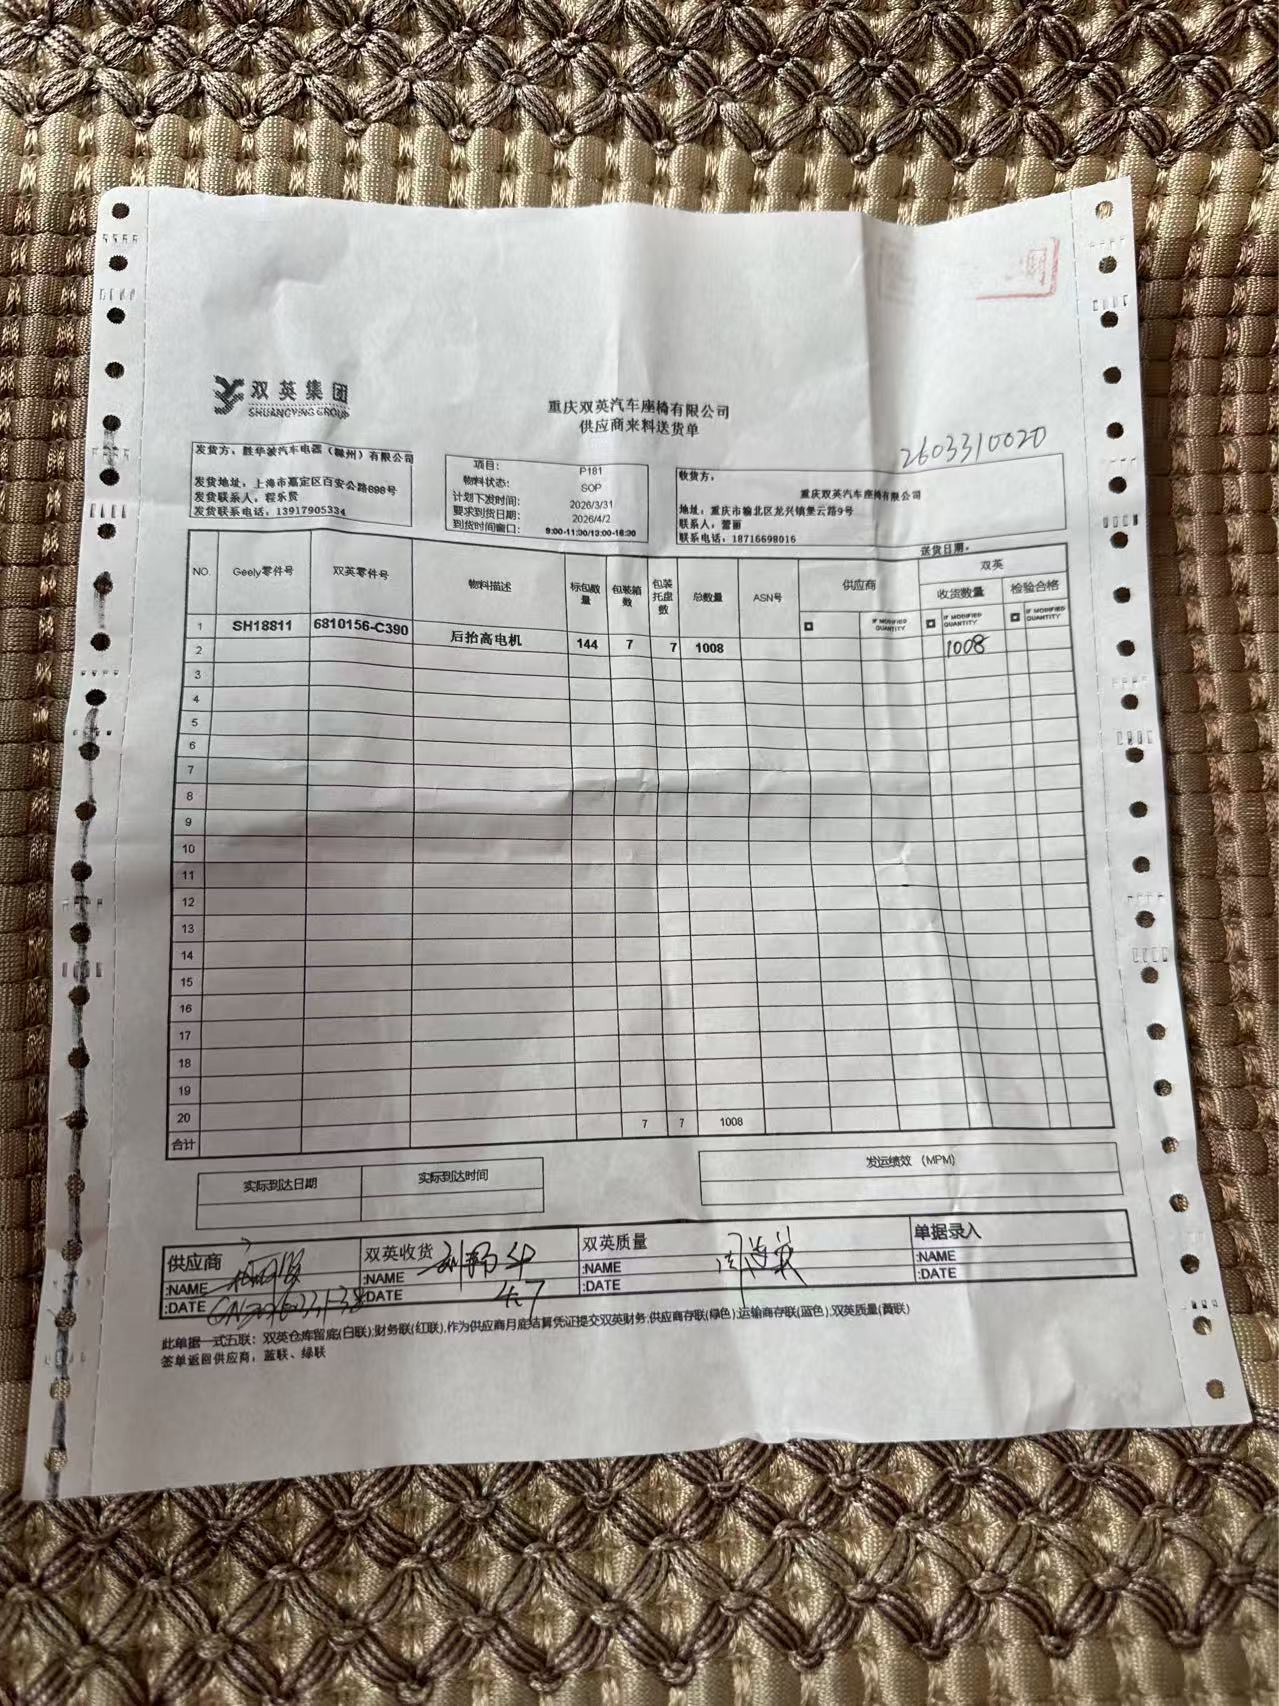 双英集团
SHUANGYING GROUP
重庆双英汽车座椅有限公司
供应商来料送货单
2603310020
发货方：胜华波汽车电器（滁州）有限公司
发货地址：上海市嘉定区百安公路698号
发货联系人：程乐贤
发货联系电话：13917905334
项目: P181
物料状态: SOP
计划下发时间: 2026/3/31
要求到货日期: 2026/4/2
到货时间窗口: 9:00-11:30/13:00-16:30
收货方：
重庆双英汽车座椅有限公司
地址：重庆市渝北区龙兴镇堡云路9号
联系人：丽
联系电话：18716698016
送货日期：
NO. Geely零件号 双英零件号 物料描述 标包数量 包装箱数 包装托盘数 总数量 ASN号 供应商 双英
收货数量 检验合格
IF MODIFIED QUANTITY IF MODIFIED QUANTITY IF MODIFIED QUANTITY
1 SH18811 6810156-C390 后抬高电机 144 7 7 1008 1008
2
3
4
5
6
7
8
9
10
11
12
13
14
15
16
17
18
19
20
合计 7 7 1008
实际到达日期 实际到达时间
发运绩效 （MPM）
供应商 双英收货 双英质量 单据录入
:NAME :NAME :NAME :NAME
:DATE :DATE 4.7 :DATE :DATE
此单据一式五联：双英仓库留底(白联);财务联(红联),作为供应商月底结算凭证提交双英财务;供应商存联(绿色);运输商存联(蓝色);双英质量(黄联)
签单返回供应商，蓝联、绿联